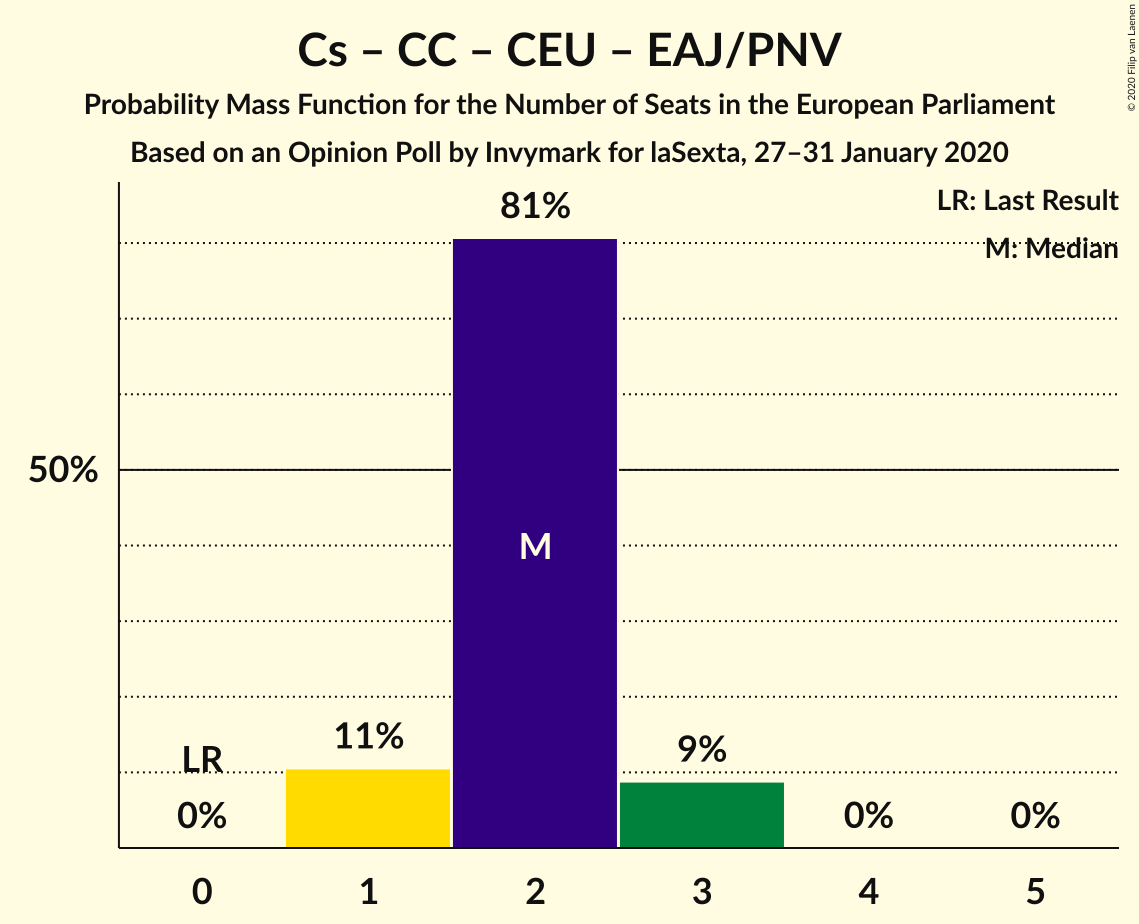 Cs – CC – CEU – EAJ/PNV
Probability Mass Function for the Number of Seats in the European Parliament
Based on an Opinion Poll by Invymark for laSexta, 27–31 January 2020
© 2020 Filip van Laenen
LR: Last Result
M: Median
81%
50%
M
LR
11%
9%
0%
0%
0%
0 1 2 3 4 5